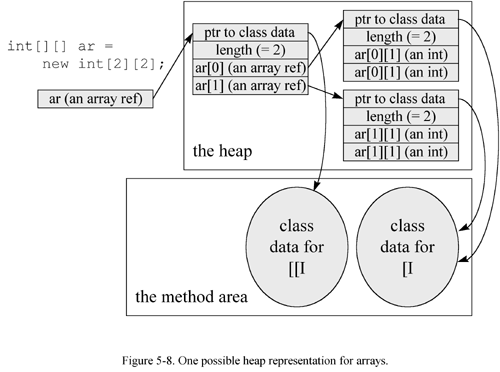 int[][] ar =
new int[2][2];
ar (an array ref)
ptr to class data
length (= 2)
ar[0] (an array ref)
ar[1] (an array ref)
ptr to class data
length (= 2)
ar[0][1] (an int)
ar[0][1] (an int)
ptr to class data
length (= 2)
ar[1][1] (an int)
ar[1][1] (an int)
the heap
class
data for
[[I
class
data for
[I
the method area
Figure 5-8. One possible heap representation for arrays.